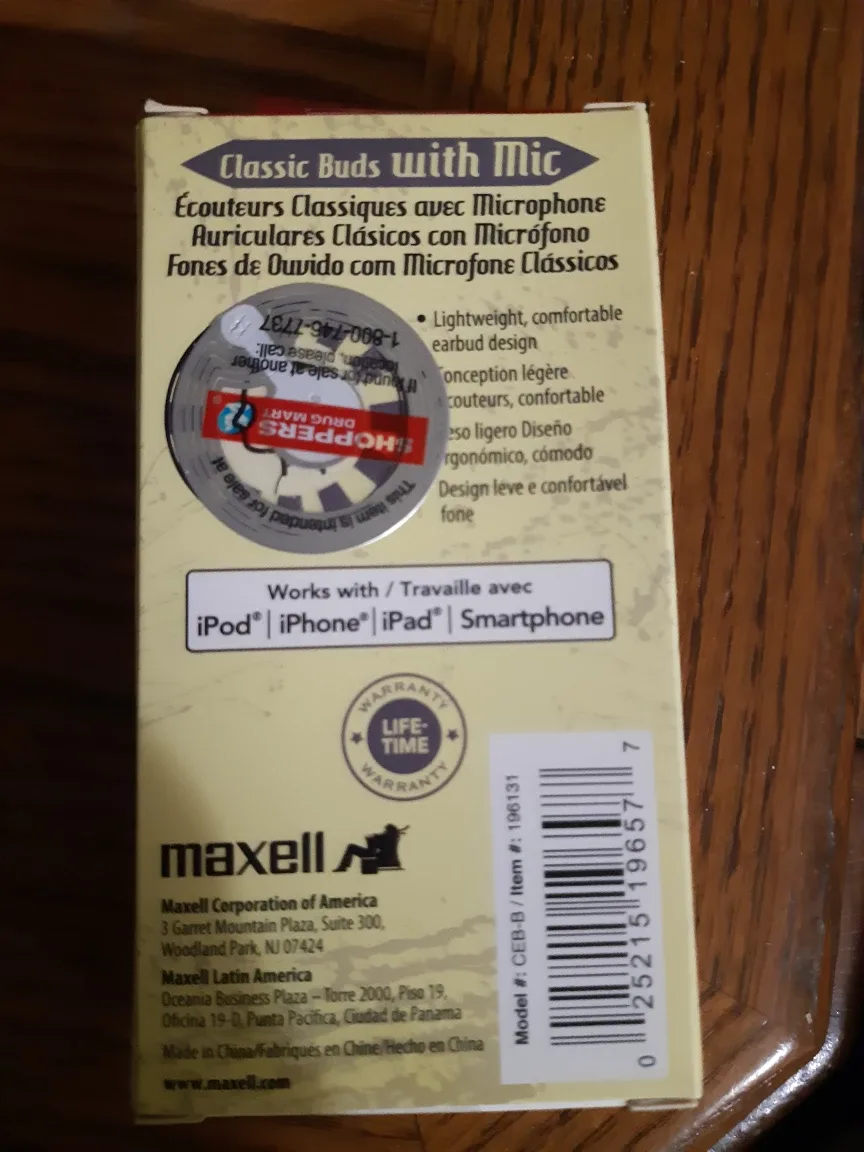 Classic Buds with Mic
Écouteurs Classiques avec Microphone
Auriculares Clásicos con Micrófono
Fones de Ouvido com Microfone Clássicos
• Lightweight, comfortable
earbud design
onception légère
couteurs, confortable
eso ligero Diseño
rgonómico, cómodo
Design leve e confortável
fone
This item is intended for sale at
SHOPPERS
DRUG MART
If found for sale at another
location, please call:
1-800-746-7737
Works with / Travaille avec
iPod® | iPhone® | iPad® | Smartphone
WARRANTY
LIFE-
TIME
WARRANTY
maxell
Maxell Corporation of America
3 Garret Mountain Plaza, Suite 300,
Woodland Park, NJ 07424
Maxell Latin America
Oceania Business Plaza – Torre 2000, Piso 19,
Oficina 19-D, Punta Pacífica, Ciudad de Panama
Made in China/Fabriqués en Chine/Hecho en China
www.maxell.com
Model #: CEB-B / Item #: 196131
0 25215 19657 7